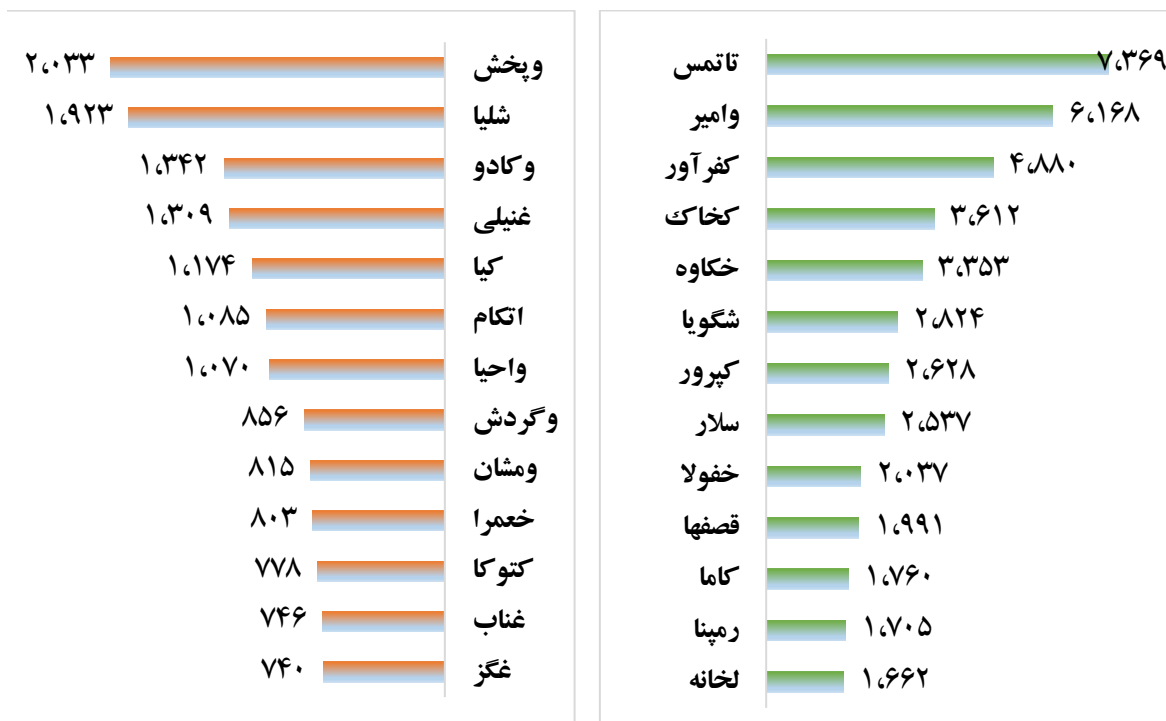 تاتمس ۷،۳۶۹
وامیر ۶،۱۶۸
کفرآور ۴،۸۸۰
کخاک ۳،۶۱۲
خکاوه ۳،۳۵۳
شگویا ۲،۸۲۴
کپرور ۲،۶۲۸
سلار ۲،۵۳۷
خفولا ۲،۰۳۷
قصفها ۱،۹۹۱
کاما ۱،۷۶۰
رمپنا ۱،۷۰۵
لخانه ۱،۶۶۲
وپخش ۲،۰۳۳
شلیا ۱،۹۲۳
وکادو ۱،۳۴۲
غنیلی ۱،۳۰۹
کیا ۱،۱۷۴
اتکام ۱،۰۸۵
واحیا ۱،۰۷۰
وگردش ۸۵۶
ومشان ۸۱۵
خعمرا ۸۰۳
کتوکا ۷۷۸
غناب ۷۴۶
غگز ۷۴۰